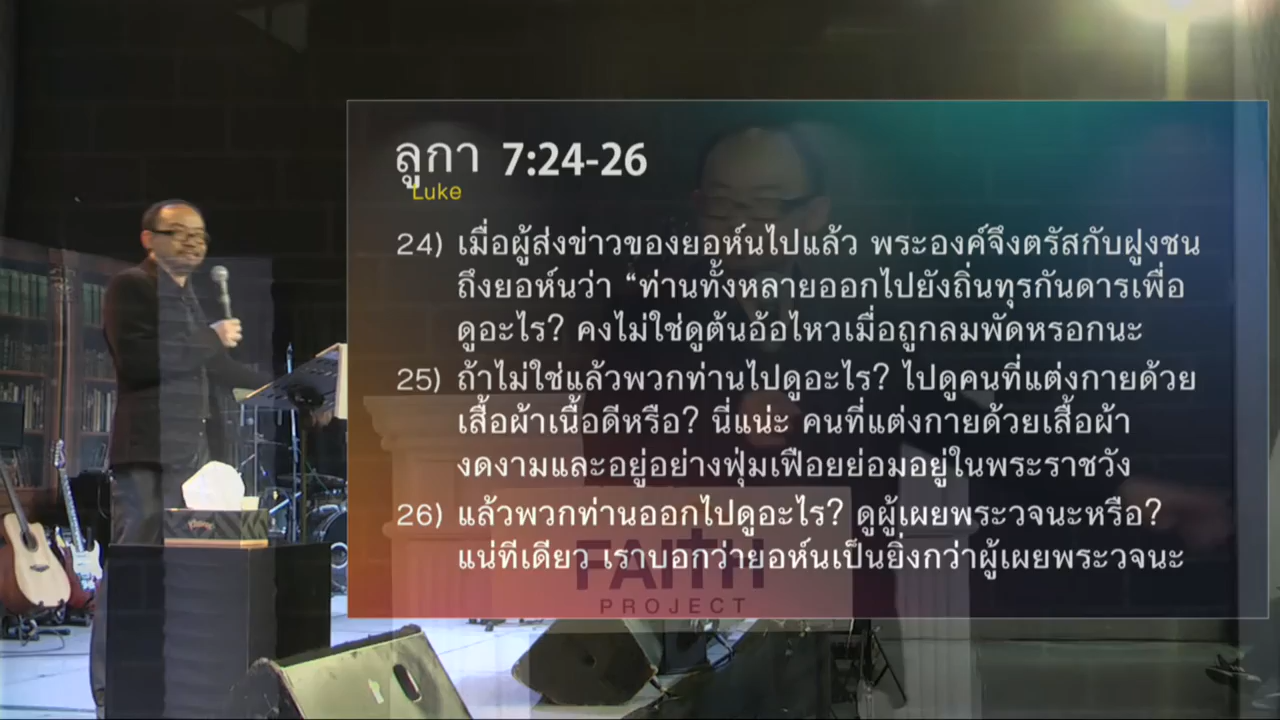 ลูกา 7:24-26
Luke
24) เมื่อผู้ส่งข่าวของยอห์นไปแล้ว พระองค์จึงตรัสกับฝูงชน
ถึงยอห์นว่า “ท่านทั้งหลายออกไปยังถิ่นทุรกันดารเพื่อ
ดูอะไร? คงไม่ใช่ดูต้นอ้อไหวเมื่อถูกลมพัดหรอกนะ
25) ถ้าไม่ใช่แล้วพวกท่านไปดูอะไร? ไปดูคนที่แต่งกายด้วย
เสื้อผ้าเนื้อดีหรือ? นี่แน่ะ คนที่แต่งกายด้วยเสื้อผ้า
งดงามและอยู่อย่างฟุ่มเฟือยย่อมอยู่ในพระราชวัง
26) แล้วพวกท่านออกไปดูอะไร? ดูผู้เผยพระวจนะหรือ?
แน่ทีเดียว เราบอกว่ายอห์นเป็นยิ่งกว่าผู้เผยพระวจนะ
FAITH
PROJECT